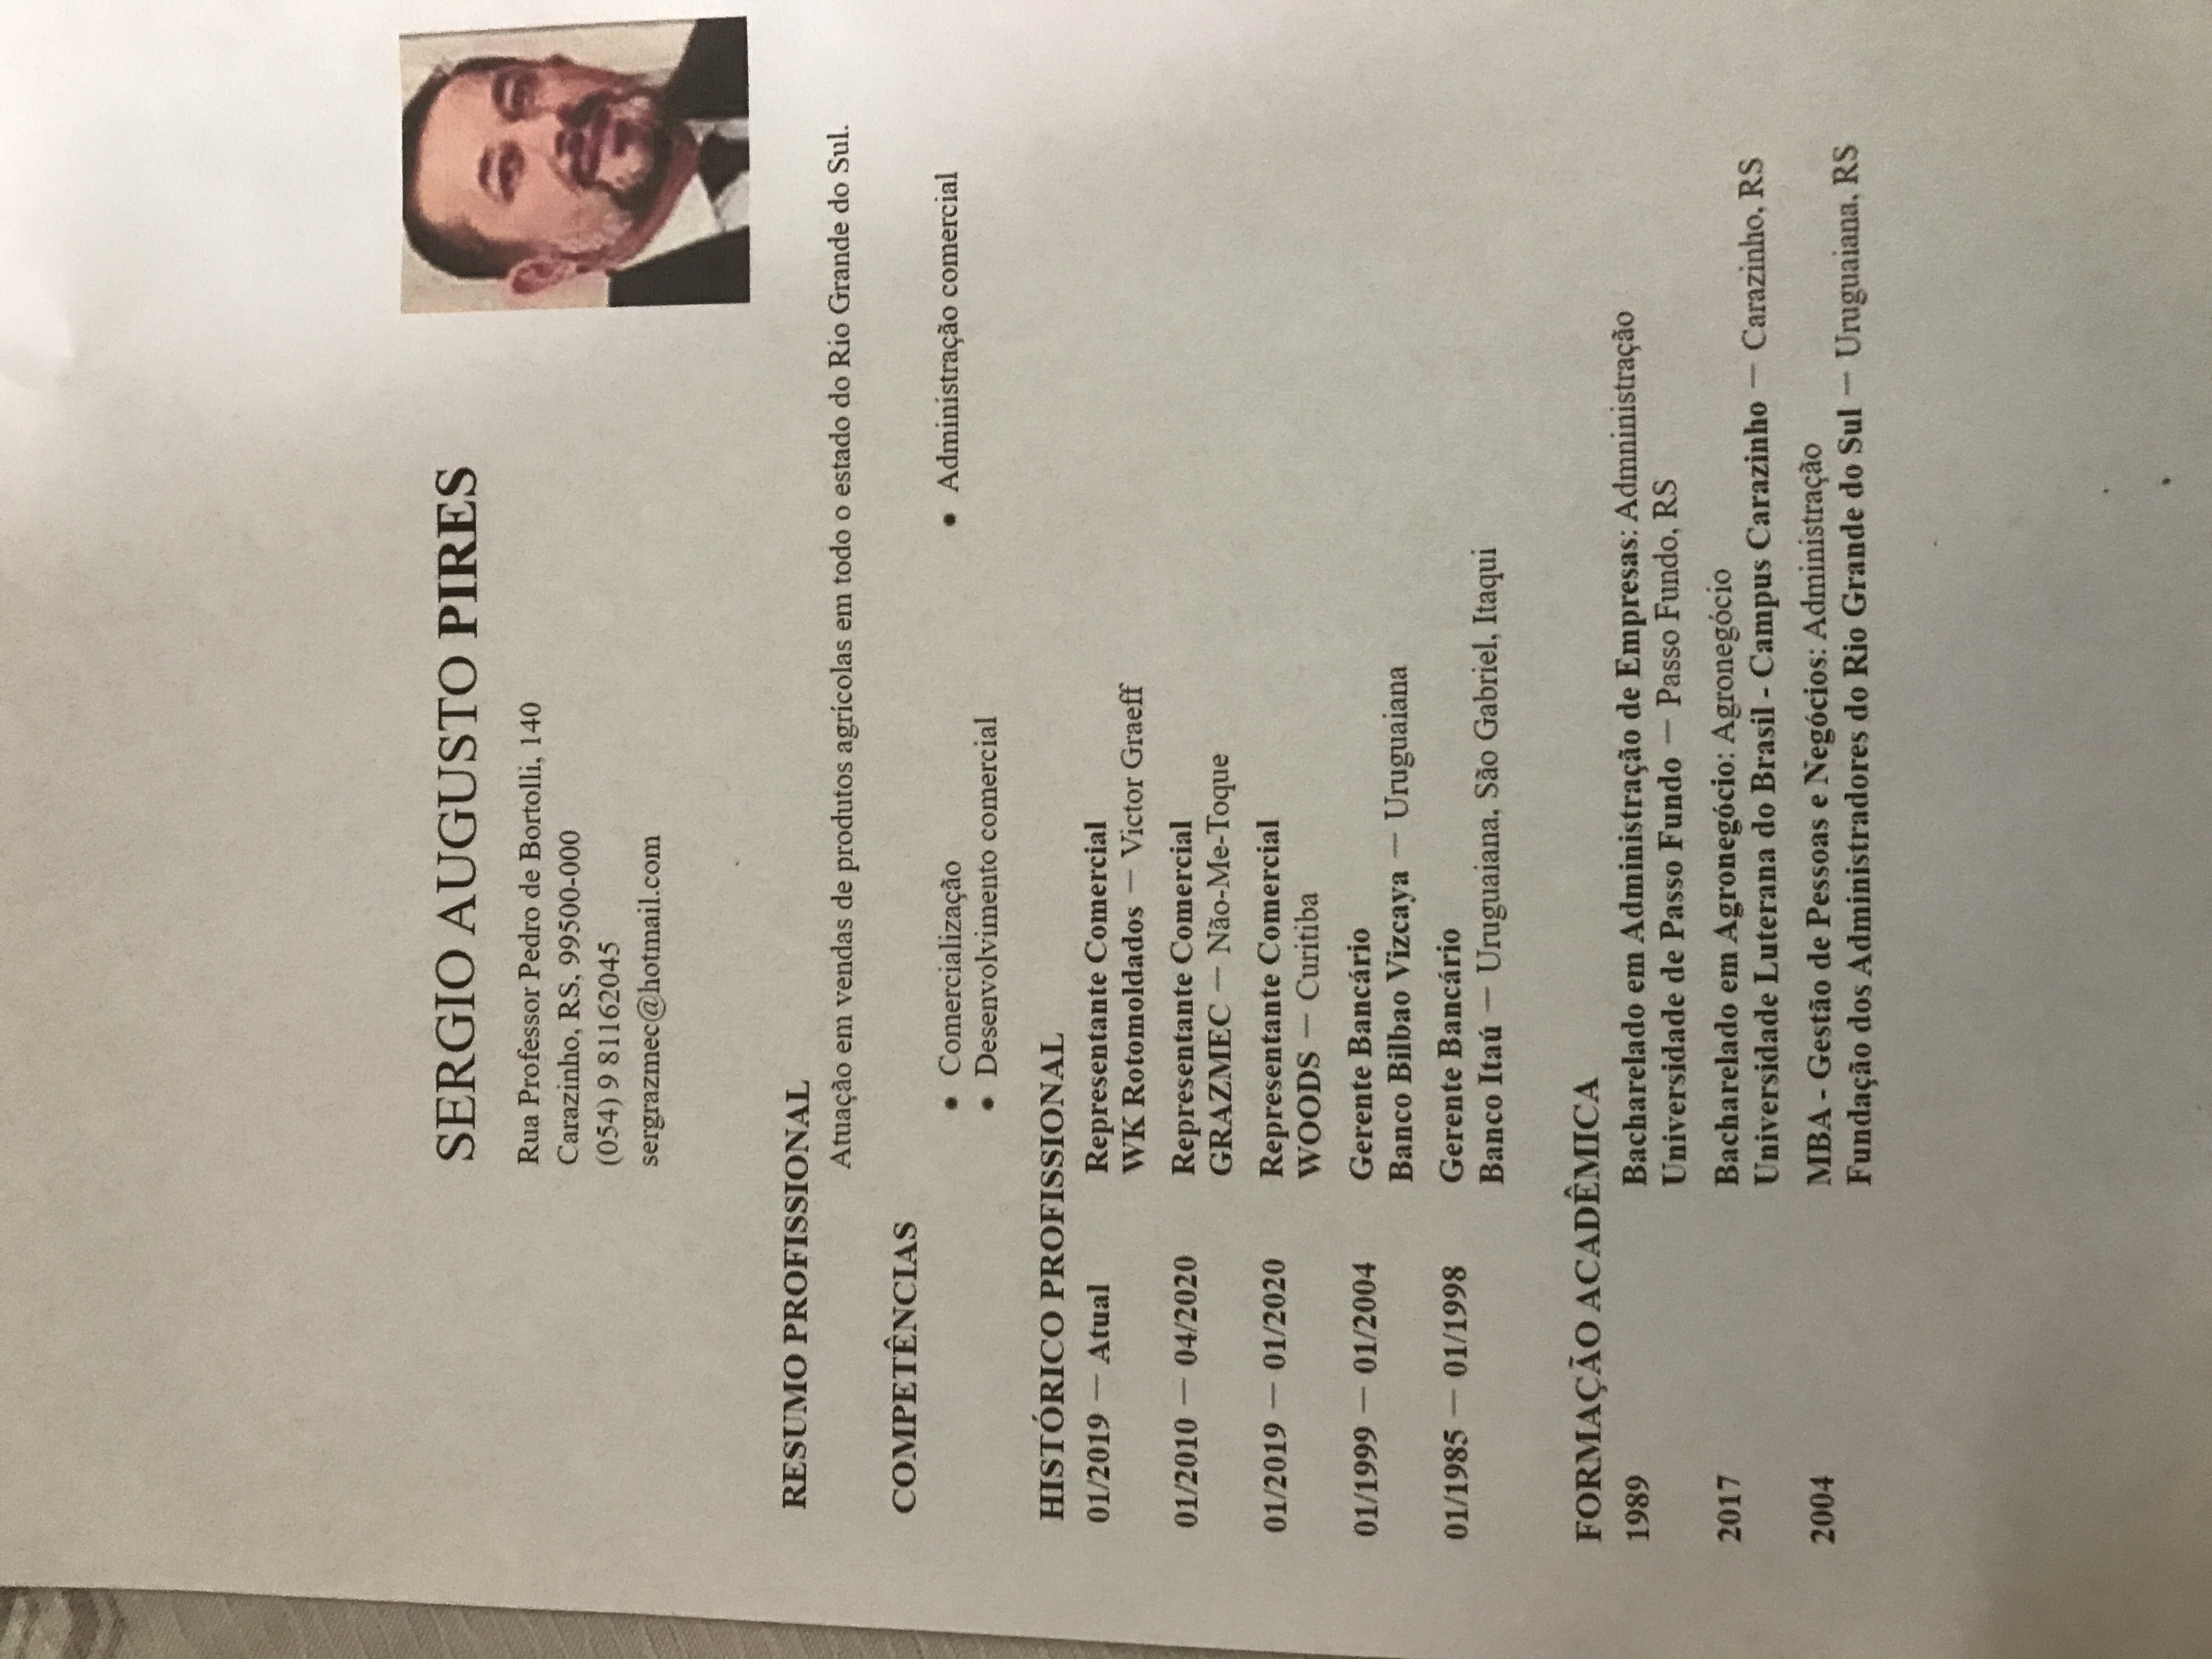 SERGIO AUGUSTO PIRES
Rua Professor Pedro de Bortolli, 140
Carazinho, RS, 99500-000
(054) 9 81162045
sergrazmec@hotmail.com
RESUMO PROFISSIONAL
Atuação em vendas de produtos agrícolas em todo o estado do Rio Grande do Sul.
COMPETÊNCIAS
• Comercialização
• Desenvolvimento comercial
• Administração comercial
HISTÓRICO PROFISSIONAL
01/2019 — Atual Representante Comercial
WK Rotomoldados — Victor Graeff
01/2010 — 04/2020 Representante Comercial
GRAZMEC — Não-Me-Toque
01/2019 — 01/2020 Representante Comercial
WOODS — Curitiba
01/1999 — 01/2004 Gerente Bancário
Banco Bilbao Vizcaya — Uruguaiana
01/1985 — 01/1998 Gerente Bancário
Banco Itaú — Uruguaiana, São Gabriel, Itaqui
FORMAÇÃO ACADÊMICA
1989 Bacharelado em Administração de Empresas: Admninistração
Universidade de Passo Fundo — Passo Fundo, RS
2017 Bacharelado em Agronegócio: Agronegócio
Universidade Luterana do Brasil - Campus Carazinho — Carazinho, RS
2004 MBA - Gestão de Pessoas e Negócios: Administração
Fundação dos Administradores do Rio Grande do Sul — Uruguaiana, RS